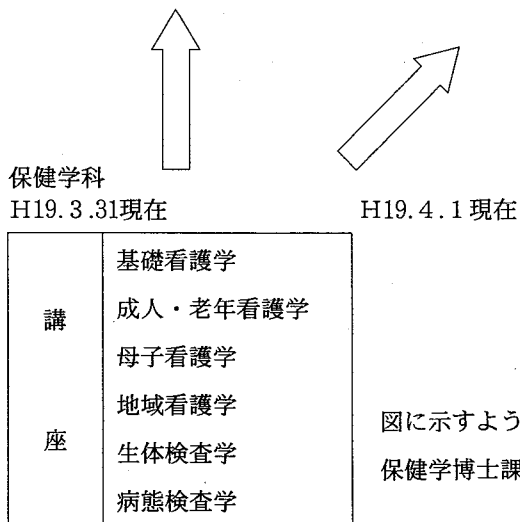 保健学科
H19.3.31現在
H19.4.1現在
講座
基礎看護学
成人・老年看護学
母子看護学
地域看護学
生体検査学
病態検査学
図に示すよう
保健学博士課